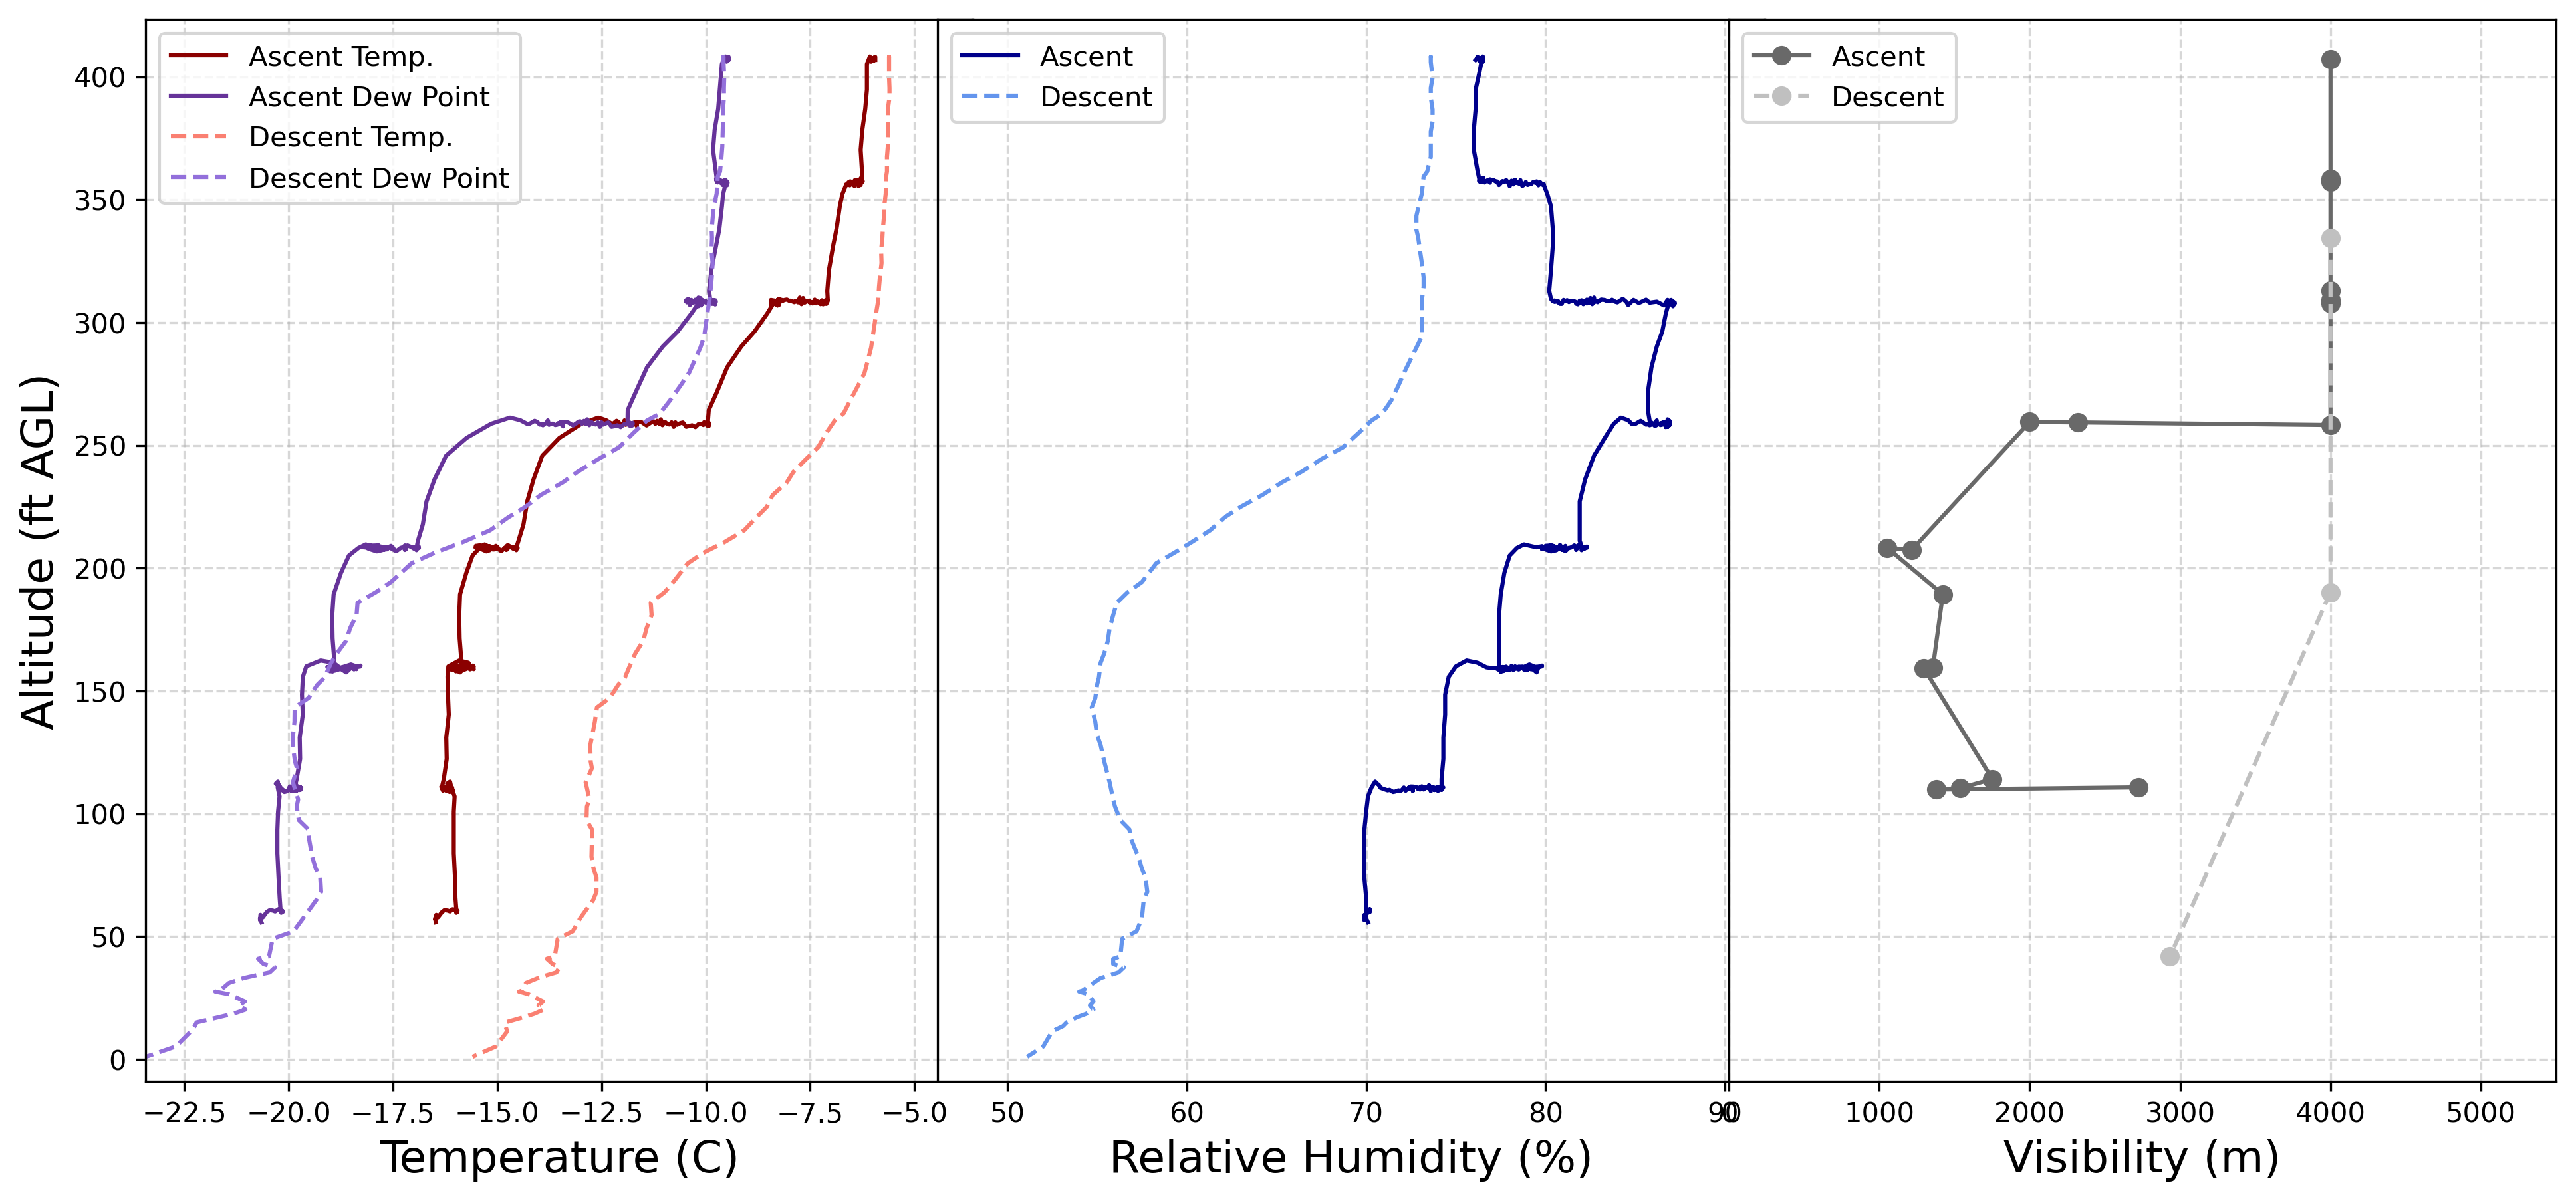 Ascent Temp.
Ascent Dew Point
Descent Temp.
Descent Dew Point
Ascent
Descent
Ascent
Descent
400
350
300
250
200
150
100
50
0
Altitude (ft AGL)
−22.5 −20.0 −17.5 −15.0 −12.5 −10.0 −7.5 −5.0
50 60 70 80 90
0 1000 2000 3000 4000 5000
Temperature (C)
Relative Humidity (%)
Visibility (m)